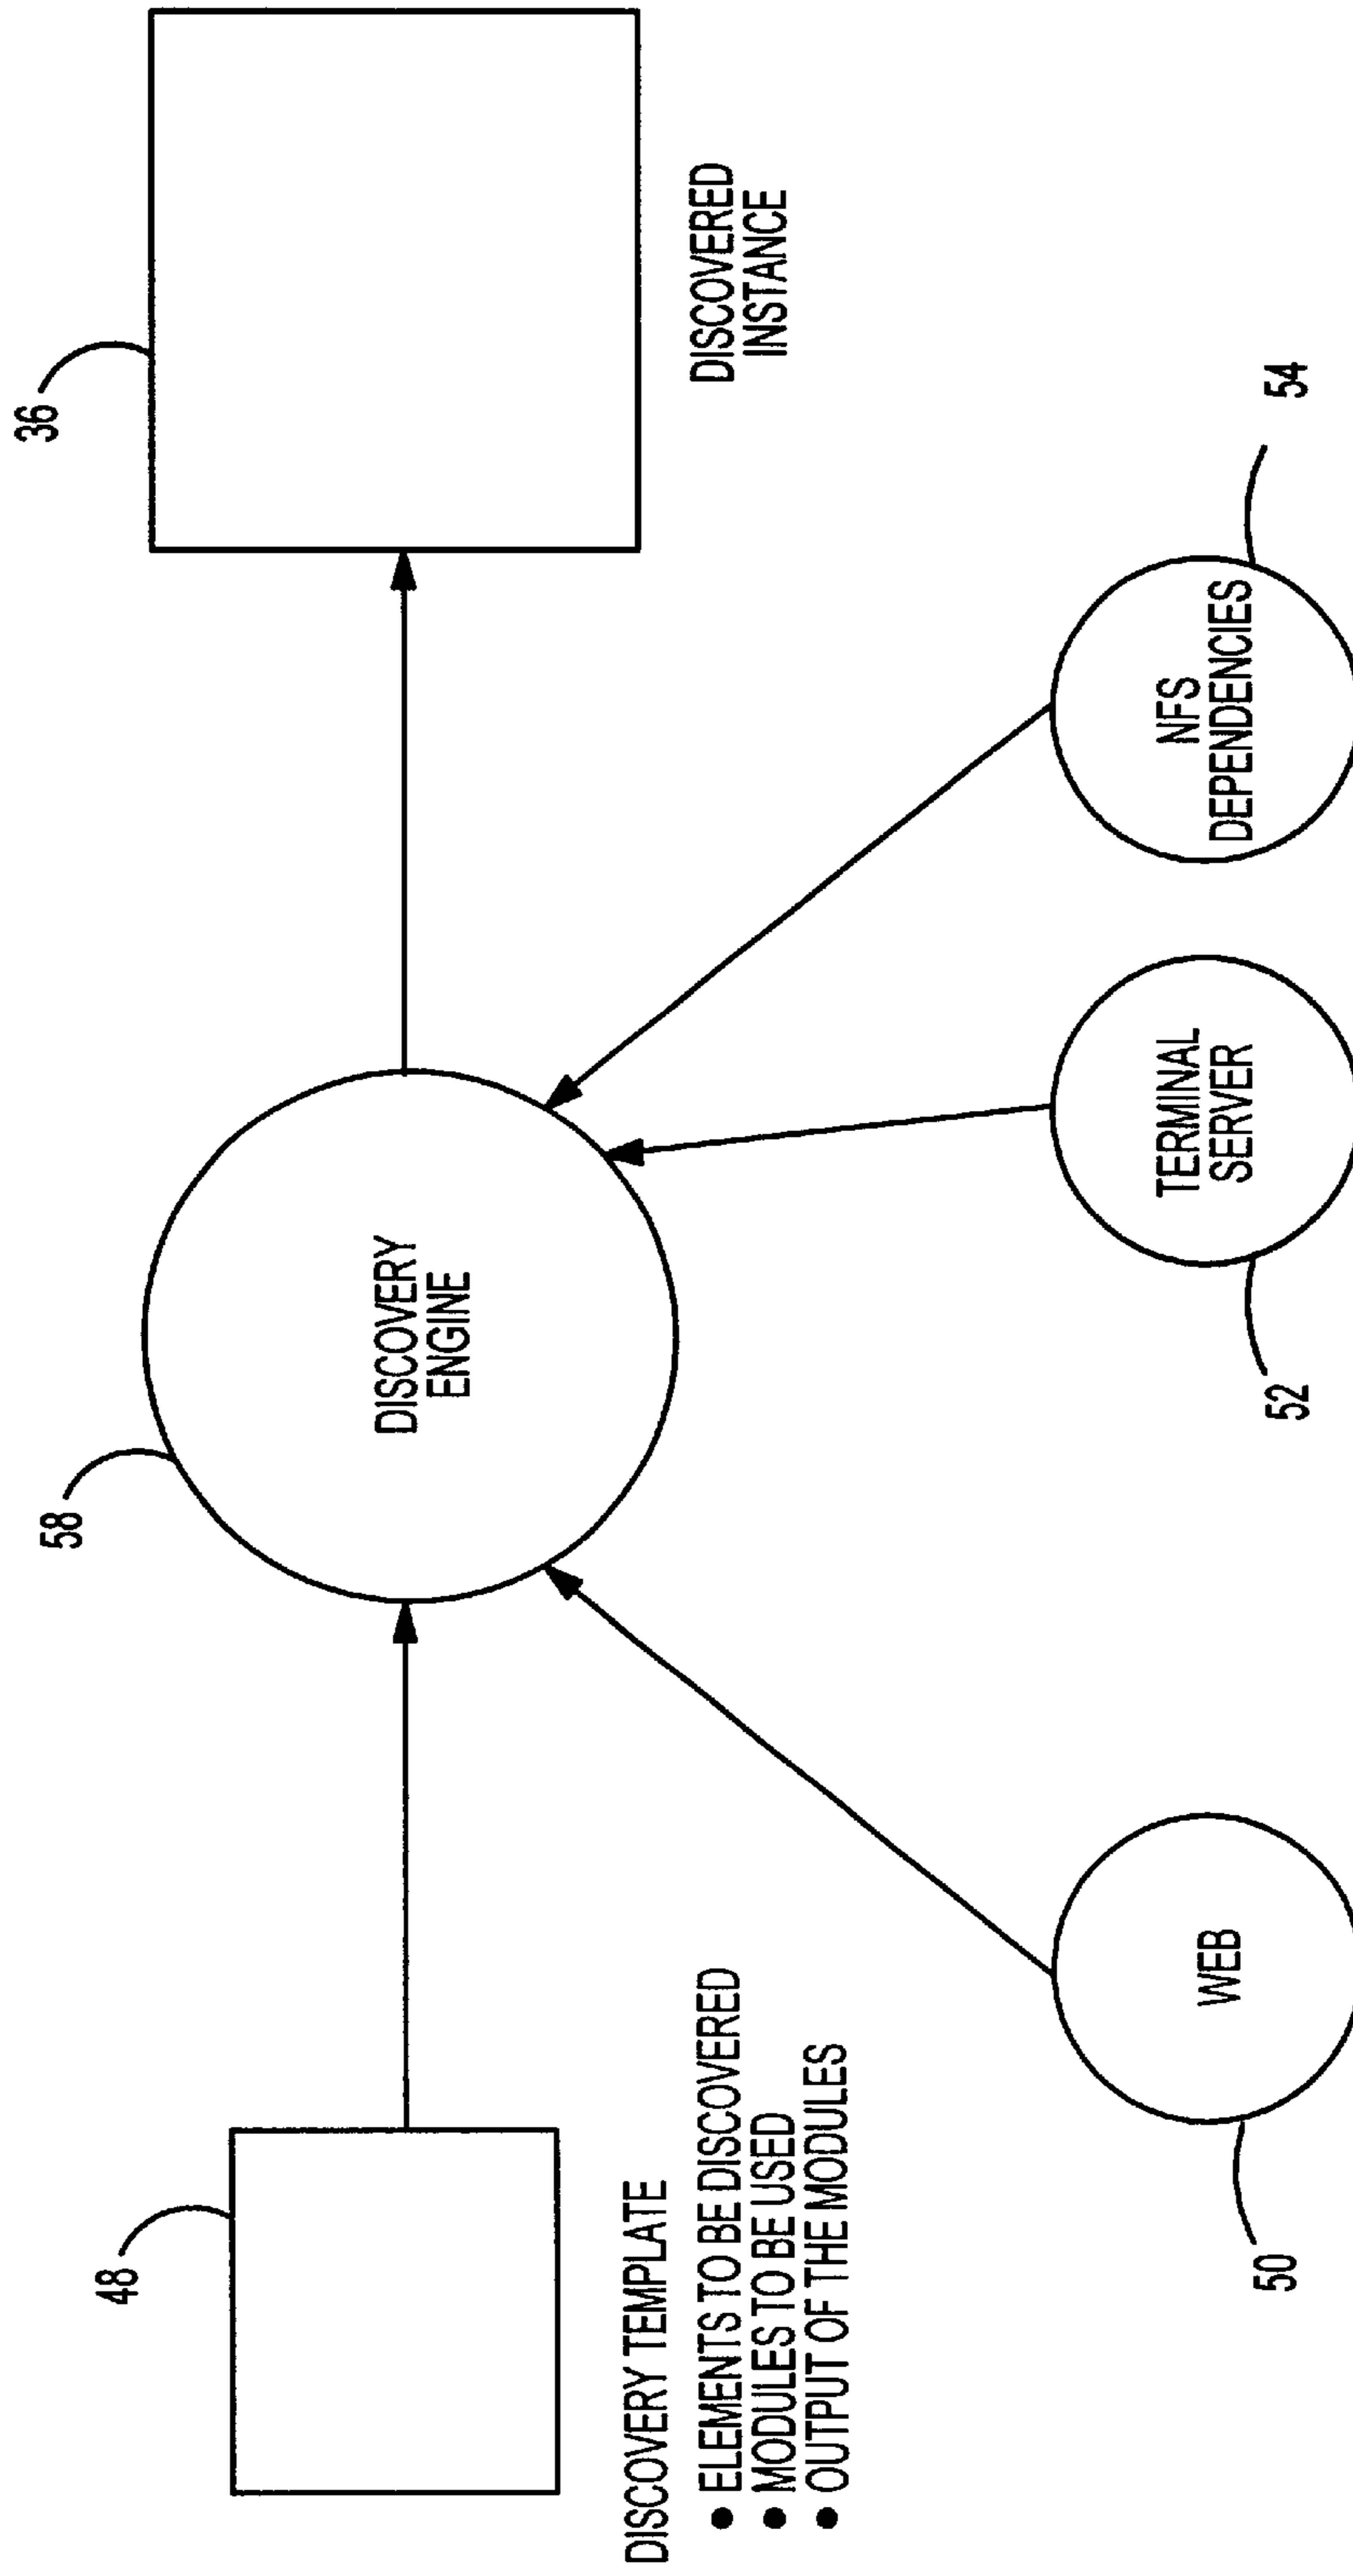 36
58
48
DISCOVERY
ENGINE
DISCOVERED
INSTANCE
DISCOVERY TEMPLATE
● ELEMENTS TO BE DISCOVERED
● MODULES TO BE USED
● OUTPUT OF THE MODULES
WEB
TERMINAL
SERVER
NFS
DEPENDENCIES
50
52
54